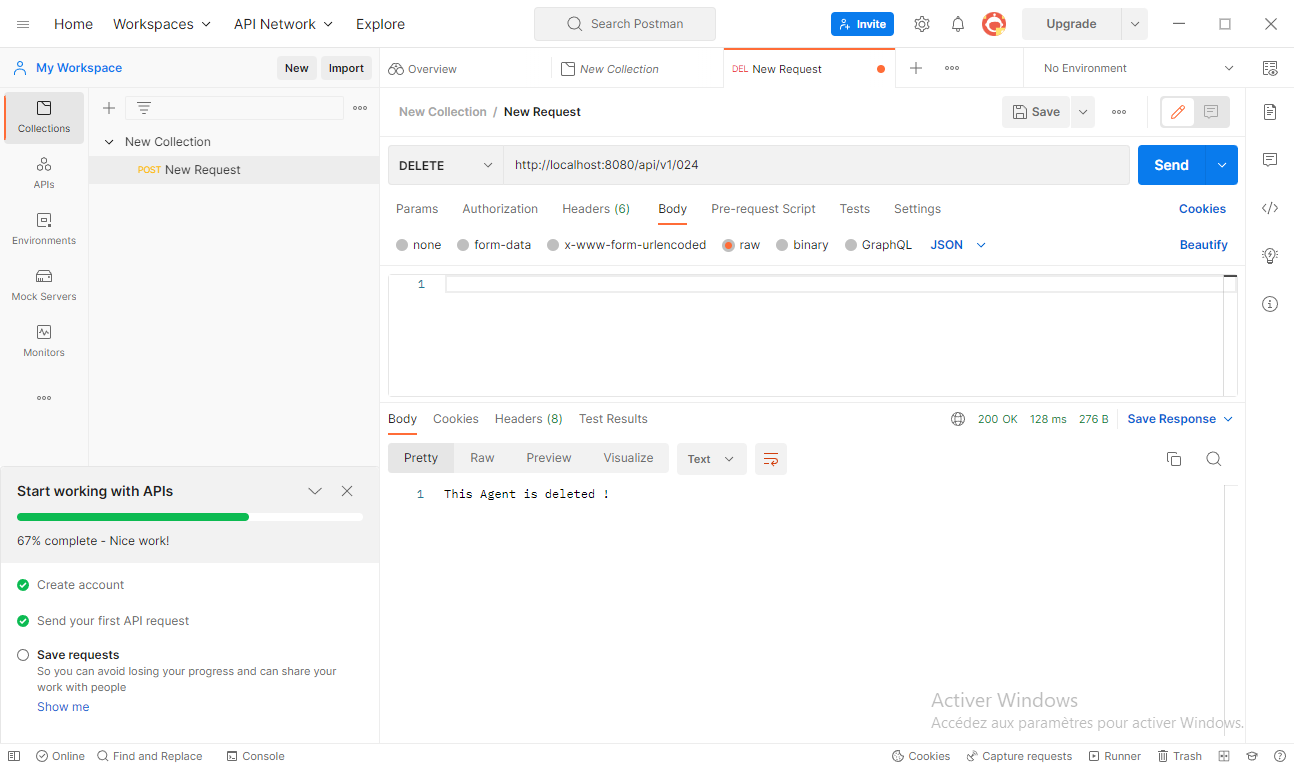 Home Workspaces API Network Explore Search Postman Invite Upgrade
My Workspace New Import Overview New Collection DEL New Request No Environment
Collections
APIs
Environments
Mock Servers
Monitors
New Collection
POST New Request
New Collection / New Request Save
DELETE http://localhost:8080/api/v1/024 Send
Params Authorization Headers (6) Body Pre-request Script Tests Settings Cookies
none form-data x-www-form-urlencoded raw binary GraphQL JSON Beautify
1
Body Cookies Headers (8) Test Results 200 OK 128 ms 276 B Save Response
Pretty Raw Preview Visualize Text
1 This Agent is deleted !
Start working with APIs
67% complete - Nice work!
Create account
Send your first API request
Save requests
So you can avoid losing your progress and can share your
work with people
Show me
Activer Windows
Accédez aux paramètres pour activer Windows.
Online Find and Replace Console Cookies Capture requests Runner Trash